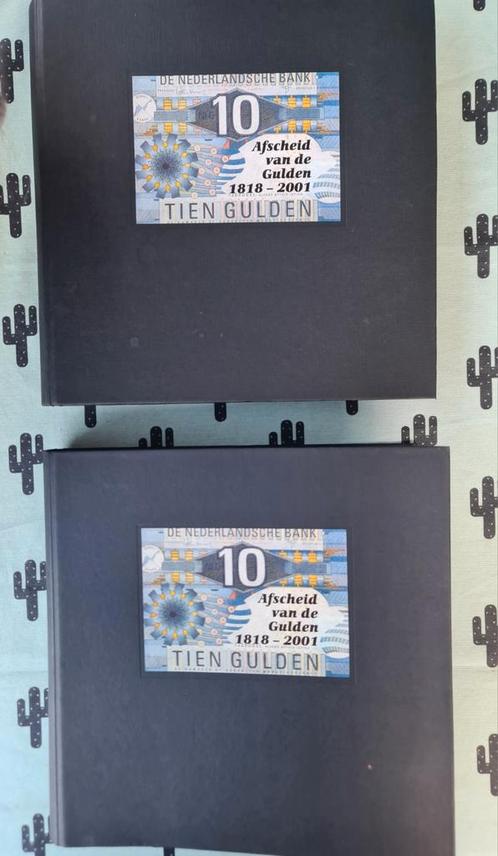 DE NEDERLANDSCHE BANK
10
Afscheid
van de
Gulden
1818 – 2001
TIEN GULDEN
DE NEDERLANDSCHE BANK
10
Afscheid
van de
Gulden
1818 – 2001
TIEN GULDEN